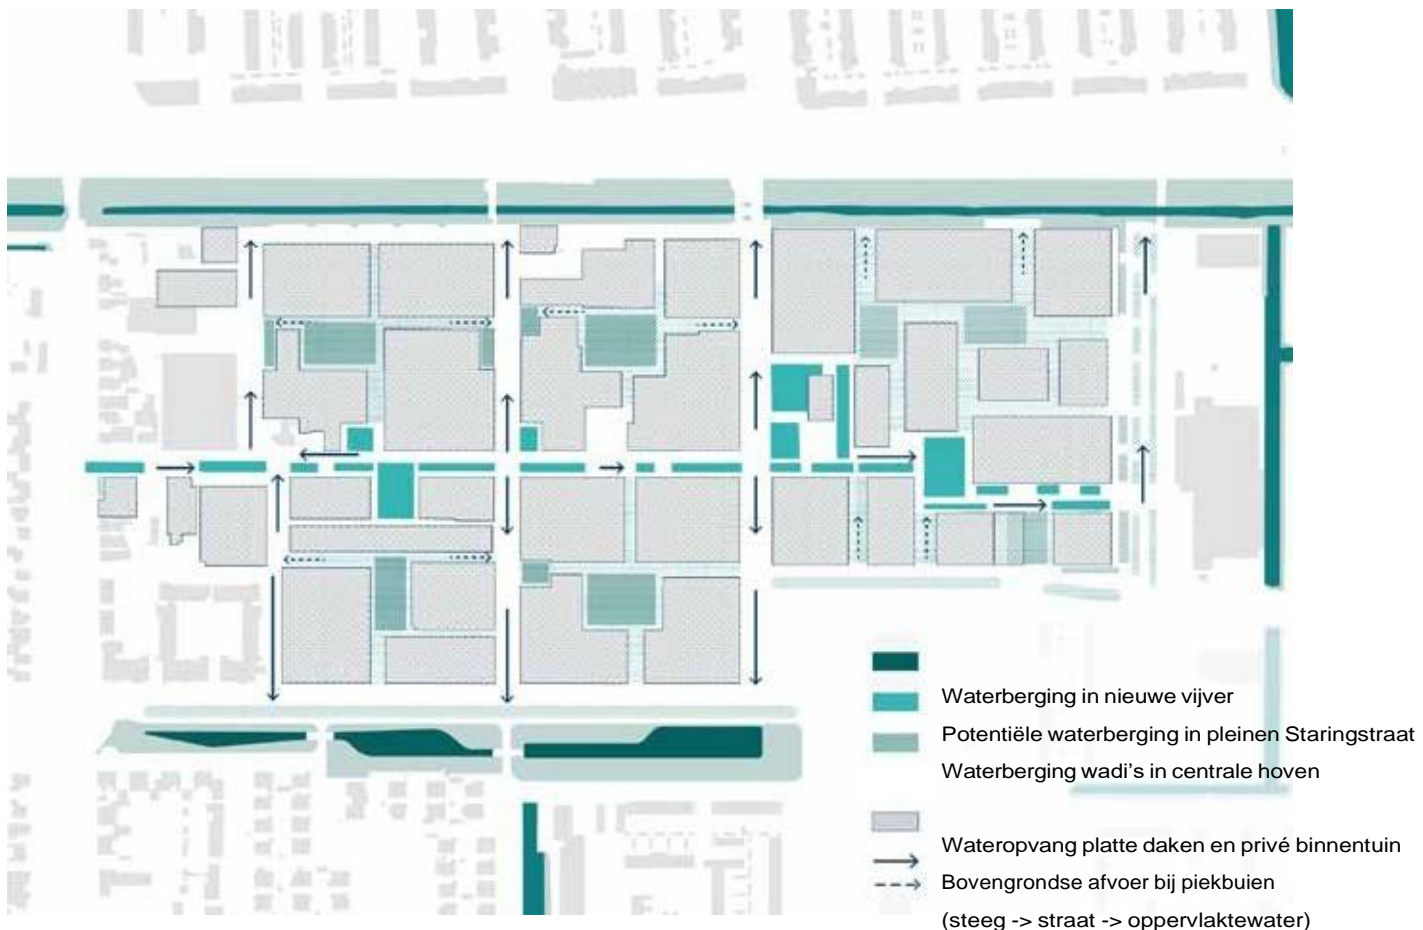 Waterberging in nieuwe vijver
Potentiële waterberging in pleinen Staringstraat
Waterberging wadi's in centrale hoven
Wateropvang platte daken en privé binnentuin
Bovengrondse afvoer bij piekbuien
(steeg -> straat -> oppervlaktewater)